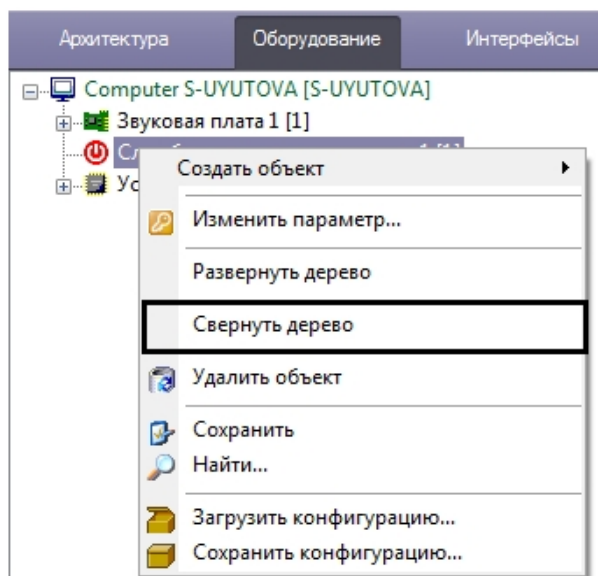 Архитектура Оборудование Интерфейсы
Computer S-UYUTOVA [S-UYUTOVA]
Звуковая плата 1 [1]
Создать объект
Изменить параметр...
Развернуть дерево
Свернуть дерево
Удалить объект
Сохранить
Найти...
Загрузить конфигурацию...
Сохранить конфигурацию...